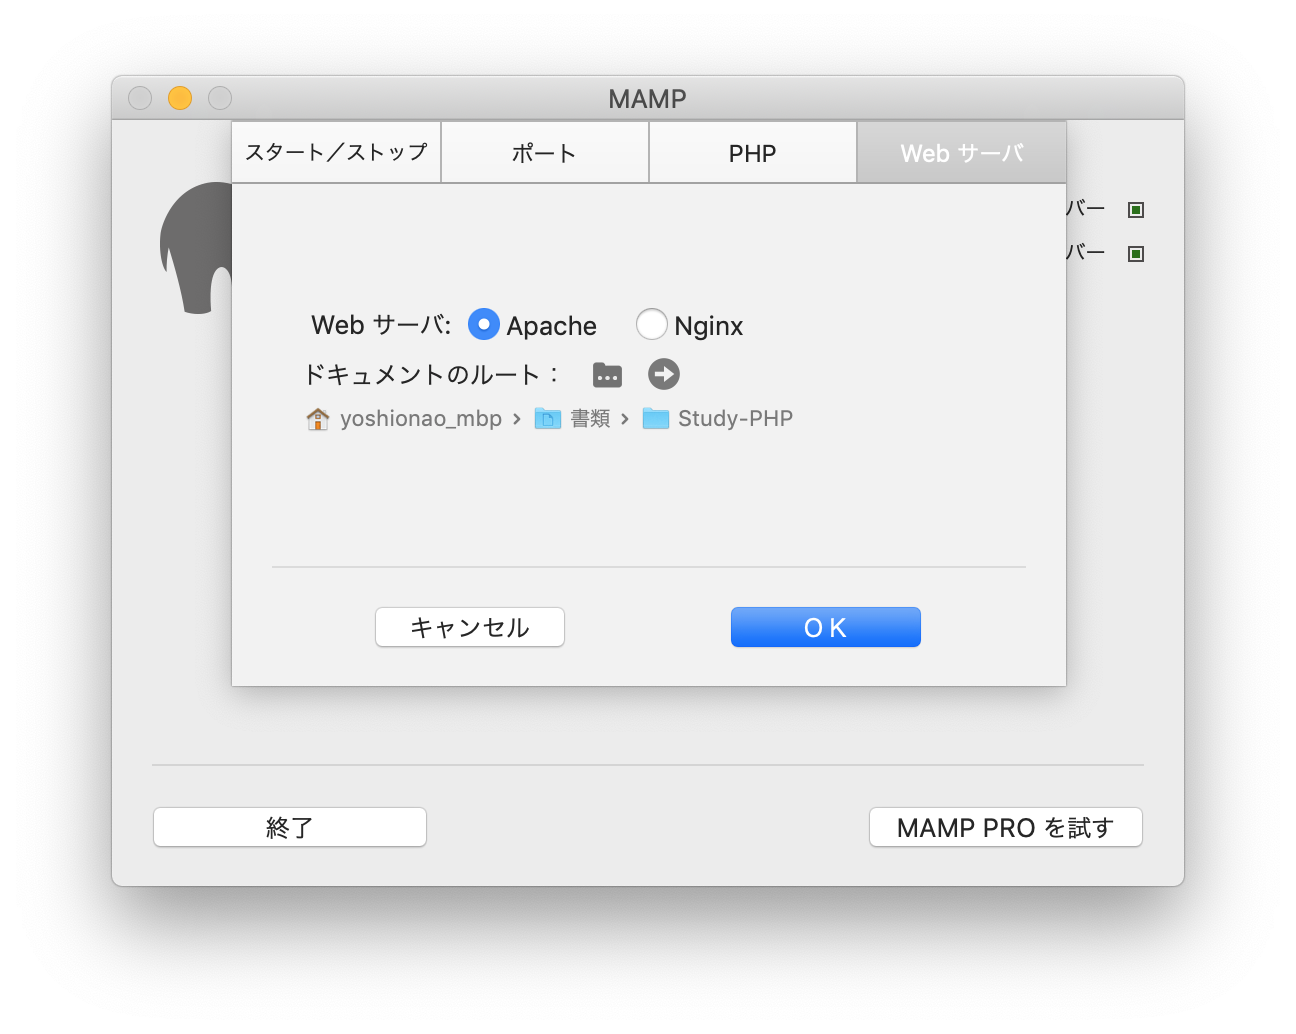 MAMP
スタート／ストップ ポート PHP Web サーバ
バー
バー
Web サーバ: Apache Nginx
ドキュメントのルート：
yoshionao_mbp › 書類 › Study-PHP
キャンセル OK
終了 MAMP PRO を試す